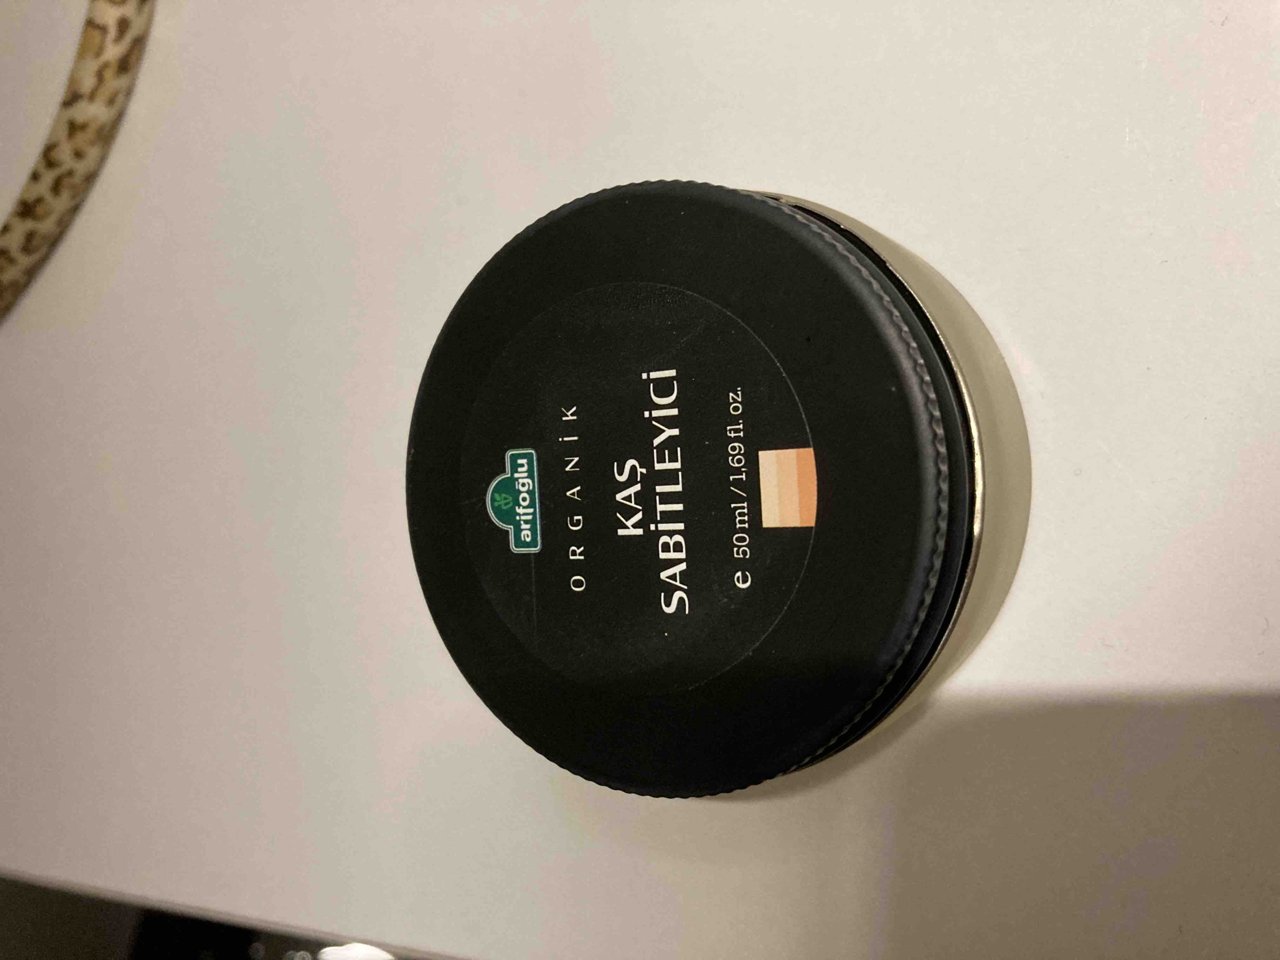 arifoğlu
ORGANİK
KAŞ
SABİTLEYİCİ
e 50 ml / 1,69 fl. oz.